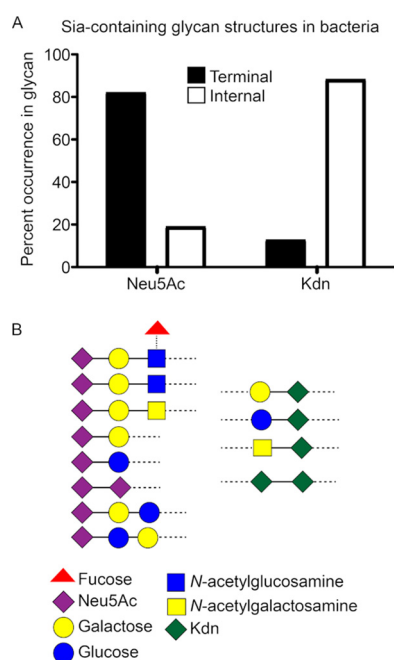 A
Sia-containing glycan structures in bacteria
Percent occurrence in glycan
100
80
60
40
20
0
Terminal
Internal
Neu5Ac
Kdn
B
Fucose
Neu5Ac
Galactose
Glucose
N-acetylglucosamine
N-acetylgalactosamine
Kdn